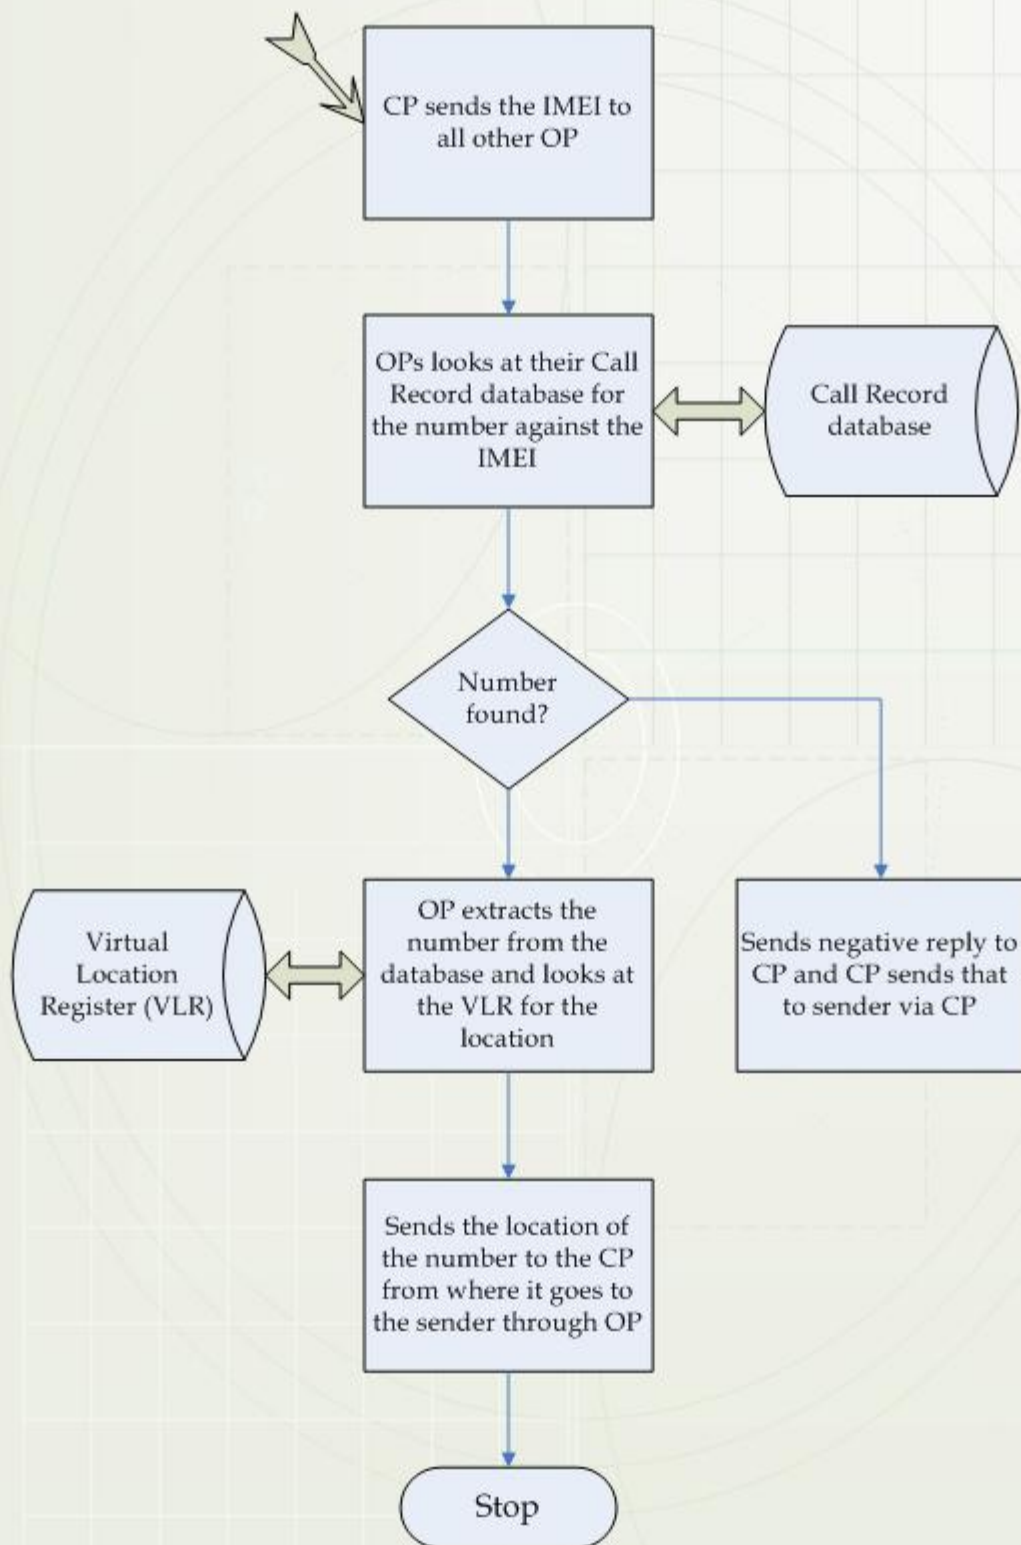 CP sends the IMEI to
all other OP
OPs looks at their Call
Record database for
the number against the
IMEI
Call Record
database
Number
found?
Virtual
Location
Register (VLR)
OP extracts the
number from the
database and looks at
the VLR for the
location
Sends negative reply to
CP and CP sends that
to sender via CP
Sends the location of
the number to the CP
from where it goes to
the sender through OP
Stop